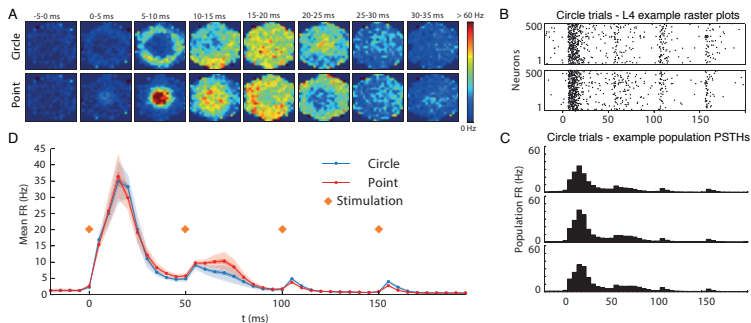 A
-5-0 ms 0-5 ms 5-10 ms 10-15 ms 15-20 ms 20-25 ms 25-30 ms 30-35 ms > 60 Hz
Circle
Point
0 Hz
B Circle trials - L4 example raster plots
Neurons
500
1
500
1
0 50 100 150
C Circle trials - example population PSTHs
Population FR (Hz)
60
0
60
0
60
0
0 50 100 150
D
Mean FR (Hz)
45
40
35
30
25
20
15
10
5
0
Circle
Point
Stimulation
0 50 100 150
t (ms)